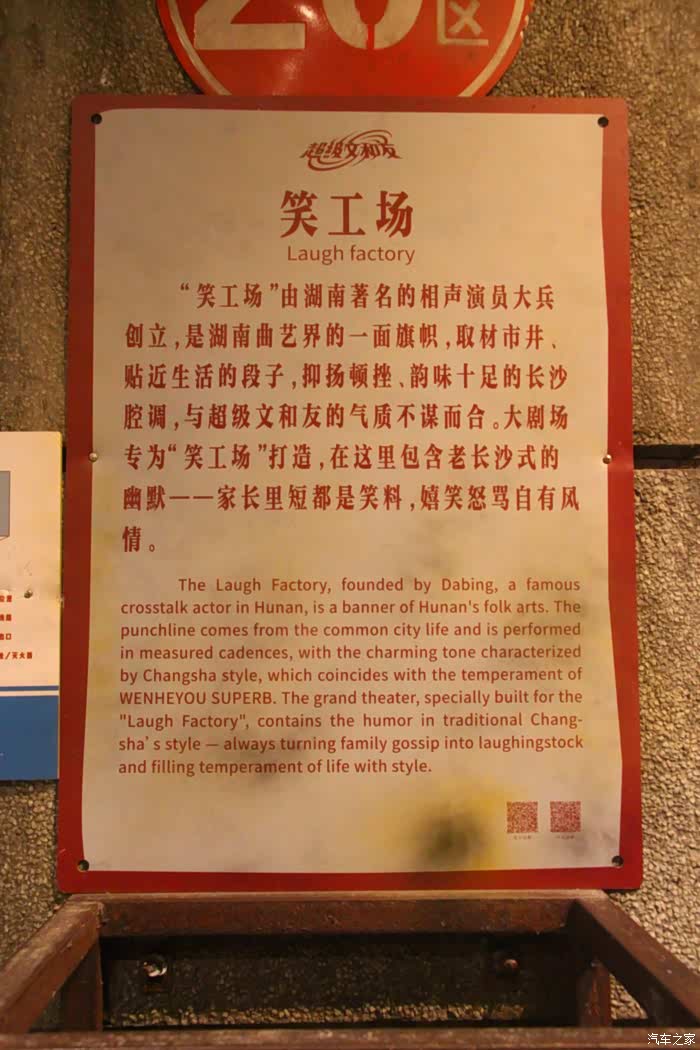 20区
超级文和友
笑工场
Laugh factory
“笑工场”由湖南著名的相声演员大兵
创立，是湖南曲艺界的一面旗帜，取材市井、
贴近生活的段子，抑扬顿挫、韵味十足的长沙
腔调，与超级文和友的气质不谋而合。大剧场
专为“笑工场”打造，在这里包含老长沙式的
幽默——家长里短都是笑料，嬉笑怒骂自有风
情。
The Laugh Factory, founded by Dabing, a famous
crosstalk actor in Hunan, is a banner of Hunan's folk arts. The
punchline comes from the common city life and is performed
in measured cadences, with the charming tone characterized
by Changsha style, which coincides with the temperament of
WENHEYOU SUPERB. The grand theater, specially built for the
"Laugh Factory", contains the humor in traditional Chang-
sha's style — always turning family gossip into laughingstock
and filling temperament of life with style.
位置
出口
/灭火器
汽车之家